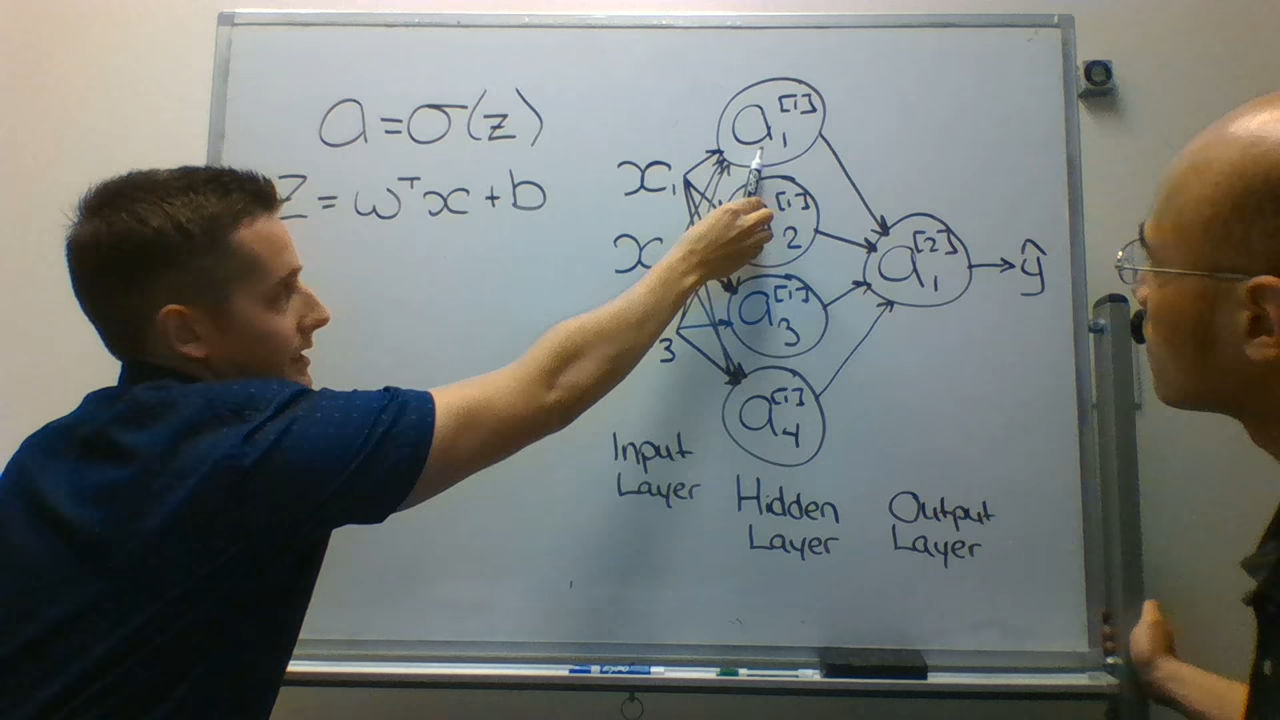 a = σ(z)
z = wᵀx + b
x₁
x
3
a₁^[1]
[1]
2
a₃^[1]
a₄^[1]
a₁^[2]
ŷ
Input
Layer
Hidden
Layer
Output
Layer
EXPO